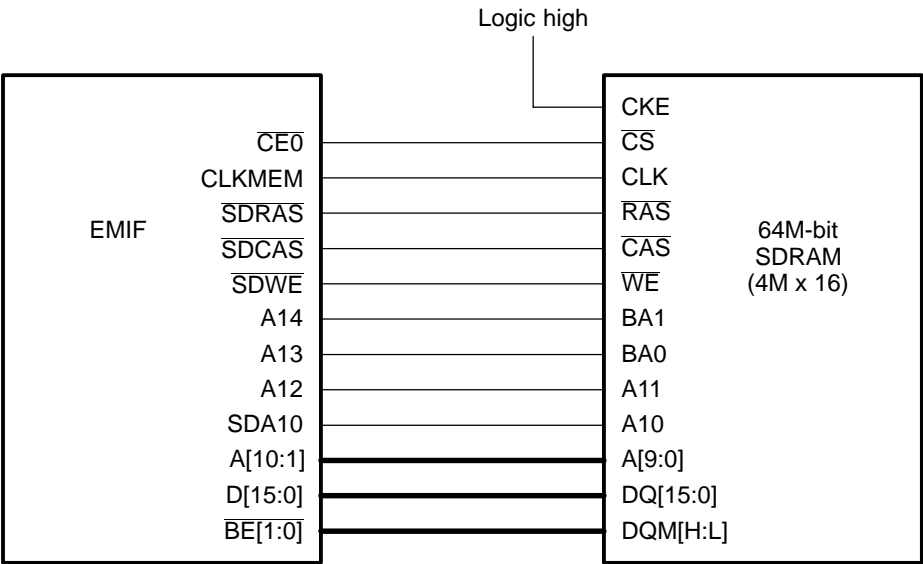 Logic high
CKE
CE0 CS
CLKMEM CLK
SDRAS RAS
EMIF SDCAS CAS 64M-bit
SDRAM
SDWE WE (4M x 16)
A14 BA1
A13 BA0
A12 A11
SDA10 A10
A[10:1] A[9:0]
D[15:0] DQ[15:0]
BE[1:0] DQM[H:L]